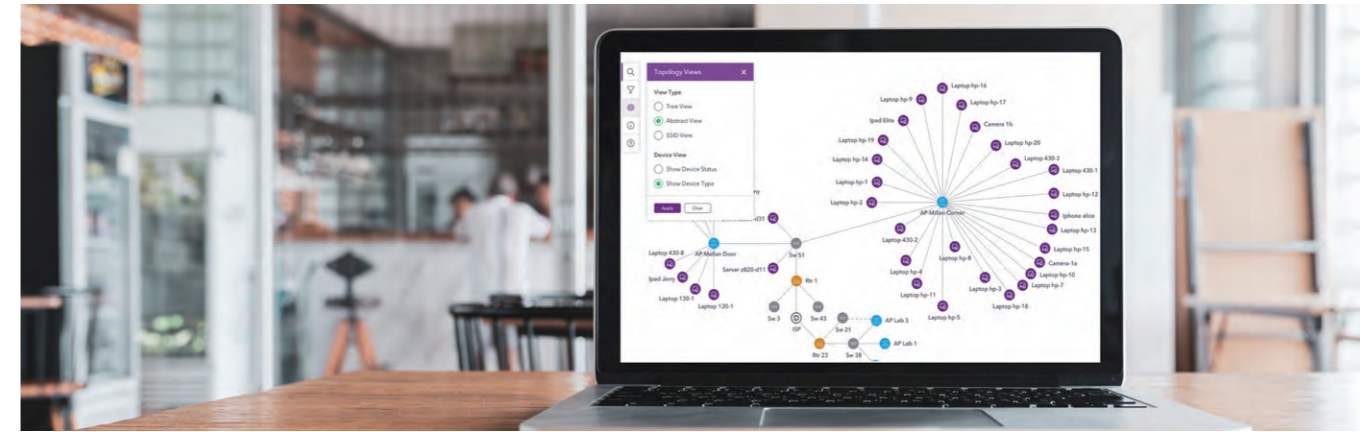 Topology Views X
View Type
Tree View
Abstract View
SSID View
Device View
Show Device Status
Show Device Type
Apply Clear
Laptop hp-16
Laptop hp-9
Laptop hp-17
Ipad Elite
Camera 1b
Laptop hp-19
Laptop hp-20
Laptop hp-14
Laptop 430-3
Laptop 430-1
Laptop hp-1
Laptop hp-12
Laptop hp-2
AP-Millan Corner
Iphone alice
Laptop hp-13
Laptop 430-2
Laptop hp-8
Laptop hp-15
Camera-1a
Laptop hp-4
Laptop hp-10
Laptop hp-7
Laptop hp-3
Laptop hp-11
Laptop hp-18
Laptop hp-5
Laptop 430-8
AP Millan-Door
Sw 51
Server z820-d11
Ipad Jerry
Laptop 130-1
Laptop 130-1
Rtr 1
Sw 3
ISP
Sw 43
Sw 21
AP Lab 3
Rtr 23
Sw 38
AP Lab 1